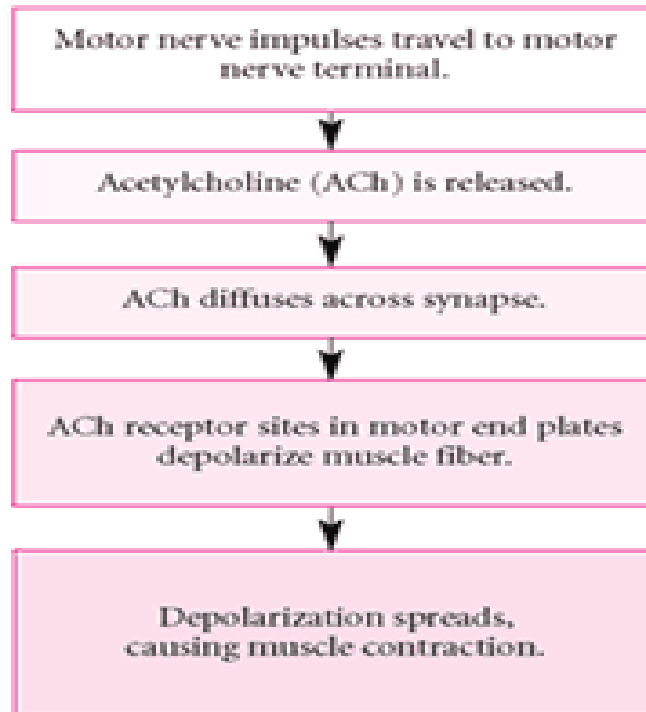 Motor nerve impulses travel to motor
nerve terminal.
Acetylcholine (ACh) is released.
ACh diffuses across synapse.
ACh receptor sites in motor end plates
depolarize muscle fiber.
Depolarization spreads,
causing muscle contraction.